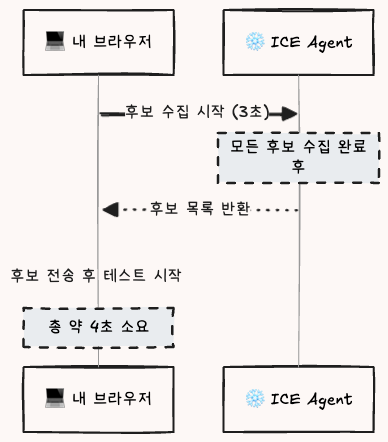 💻 내 브라우저
❄️ ICE Agent
후보 수집 시작 (3초)
모든 후보 수집 완료
후
후보 목록 반환
후보 전송 후 테스트 시작
총 약 4초 소요
💻 내 브라우저
❄️ ICE Agent